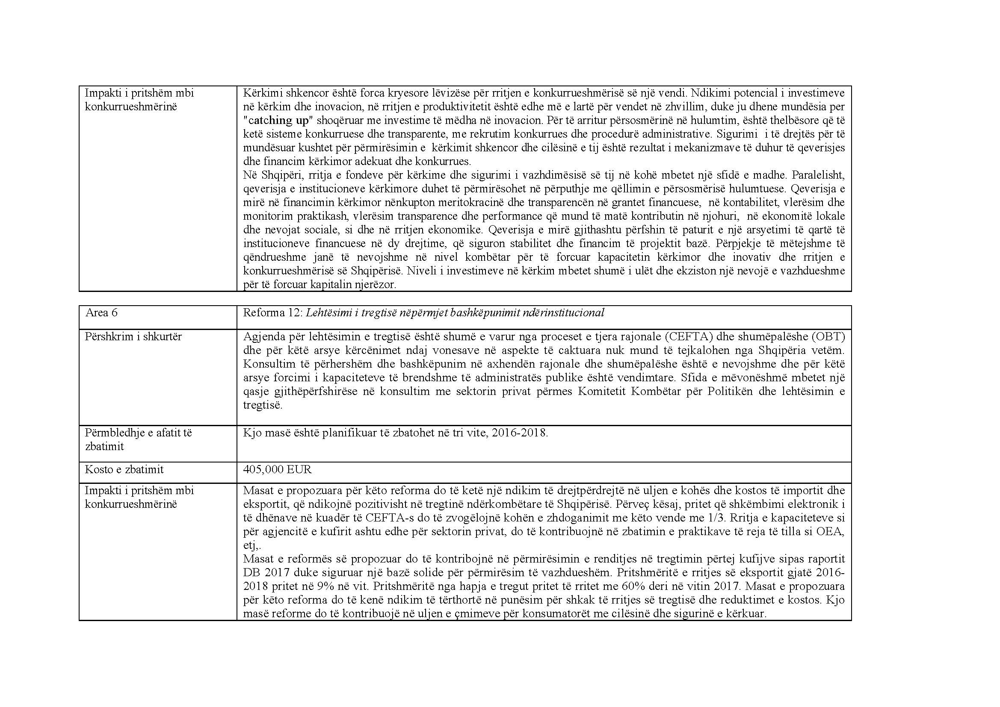 Impakti i pritshëm mbi
konkurrueshmërinë
Kërkimi shkencor është forca kryesore lëvizëse për rritjen e konkurrueshmërisë së një vendi. Ndikimi potencial i investimeve
në kërkim dhe inovacion, në rritjen e produktivitetit është edhe më e lartë për vendet në zhvillim, duke ju dhene mundësia per
"catching up" shoqëruar me investime të mëdha në inovacion. Për të arritur përsosmërinë në hulumtim, është thelbësore që të
ketë sisteme konkurruese dhe transparente, me rekrutim konkurrues dhe procedurë administrative. Sigurimi  i të drejtës për të
mundësuar kushtet për përmirësimin e  kërkimit shkencor dhe cilësinë e tij është rezultat i mekanizmave të duhur të qeverisjes
dhe financim kërkimor adekuat dhe konkurrues.
Në Shqipëri, rritja e fondeve për kërkime dhe sigurimi i vazhdimësisë së tij në kohë mbetet një sfidë e madhe. Paralelisht,
qeverisja e institucioneve kërkimore duhet të përmirësohet në përputhje me qëllimin e përsosmërisë hulumtuese. Qeverisja e
mirë në financimin kërkimor nënkupton meritokracinë dhe transparencën në grantet financuese,  në kontabilitet, vlerësim dhe
monitorim praktikash, vlerësim transparence dhe performance që mund të matë kontributin në njohuri,  në ekonomitë lokale
dhe nevojat sociale, si dhe në rritjen ekonomike. Qeverisja e mirë gjithashtu përfshin të paturit e një arsyetimi të qartë të
institucioneve financuese në dy drejtime, që siguron stabilitet dhe financim të projektit bazë. Përpjekje të mëtejshme të
qëndrueshme janë të nevojshme në nivel kombëtar për të forcuar kapacitetin kërkimor dhe inovativ dhe rritjen e
konkurrueshmërisë së Shqipërisë. Niveli i investimeve në kërkim mbetet shumë i ulët dhe ekziston një nevojë e vazhdueshme
për të forcuar kapitalin njerëzor.
Area 6
Reforma 12: Lehtësimi i tregtisë nëpërmjet bashkëpunimit ndërinstitucional
Përshkrim i shkurtër
Agjenda për lehtësimin e tregtisë është shumë e varur nga proceset e tjera rajonale (CEFTA) dhe shumëpalëshe (OBT)
dhe për këtë arsye kërcënimet ndaj vonesave në aspekte të caktuara nuk mund të tejkalohen nga Shqipëria vetëm.
Konsultim të përhershëm dhe bashkëpunim në axhendën rajonale dhe shumëpalëshe është e nevojshme dhe për këtë
arsye forcimi i kapaciteteve të brendshme të administratës publike është vendimtare. Sfida e mëvonëshmë mbetet një
qasje gjithëpërfshirëse në konsultim me sektorin privat përmes Komitetit Kombëtar për Politikën dhe lehtësimin e
tregtisë.
Përmbledhje e afatit të
zbatimit
Kjo masë është planifikuar të zbatohet në tri vite, 2016-2018.
Kosto e zbatimit
405,000 EUR
Impakti i pritshëm mbi
konkurrueshmërinë
Masat e propozuara për këto reforma do të ketë një ndikim të drejtpërdrejtë në uljen e kohës dhe kostos të importit dhe
eksportit, që ndikojnë pozitivisht në tregtinë ndërkombëtare të Shqipërisë. Përveç kësaj, pritet që shkëmbimi elektronik i
të dhënave në kuadër të CEFTA-s do të zvogëlojnë kohën e zhdoganimit me këto vende me 1/3. Rritja e kapaciteteve si
për agjencitë e kufirit ashtu edhe për sektorin privat, do të kontribuojnë në zbatimin e praktikave të reja të tilla si OEA,
etj,.
Masat e reformës së propozuar do të kontribojnë në përmirësimin e renditjes në tregtimin përtej kufijve sipas raportit
DB 2017 duke siguruar një bazë solide për përmirësim të vazhdueshëm. Pritshmëritë e rritjes së eksportit gjatë 2016-
2018 pritet në 9% në vit. Pritshmëritë nga hapja e tregut pritet të rritet me 60% deri në vitin 2017. Masat e propozuara
për këto reforma do të kenë ndikim të tërthortë në punësim për shkak të rritjes së tregtisë dhe reduktimet e kostos. Kjo
masë reforme do të kontribuojë në uljen e çmimeve për konsumatorët me cilësinë dhe sigurinë e kërkuar.